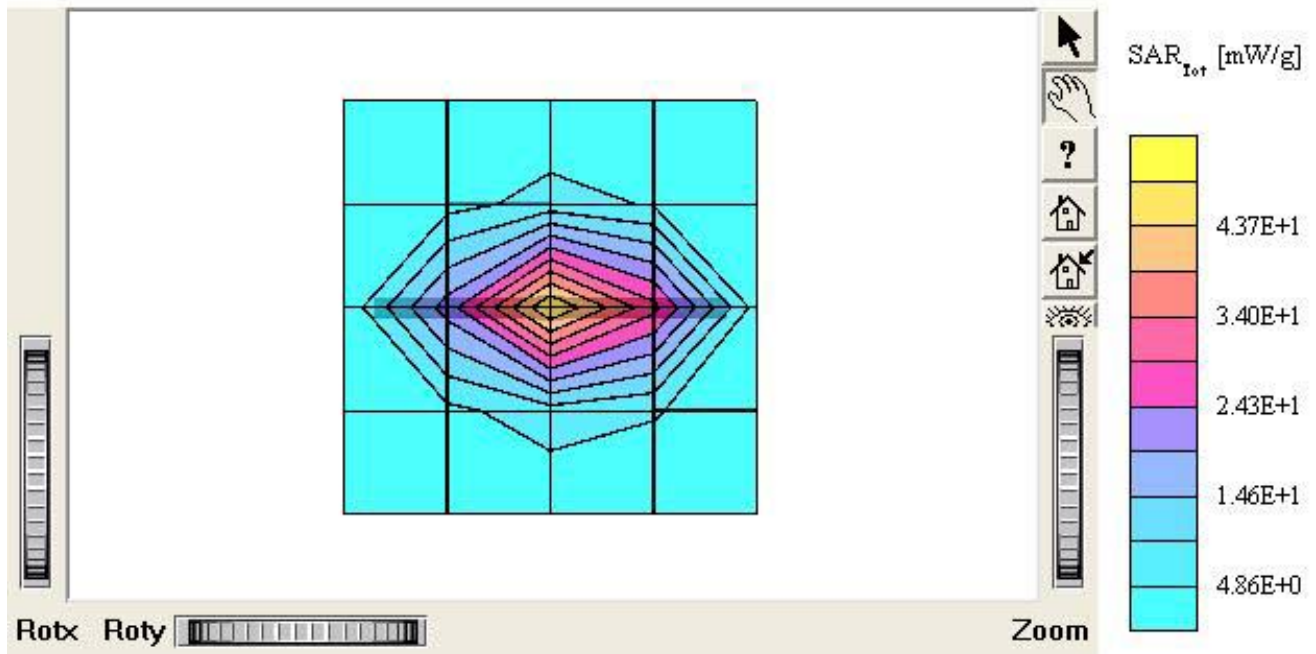 SAR_Tot [mW/g]
?
4.37E+1
3.40E+1
2.43E+1
1.46E+1
4.86E+0
Rotx Roty Zoom